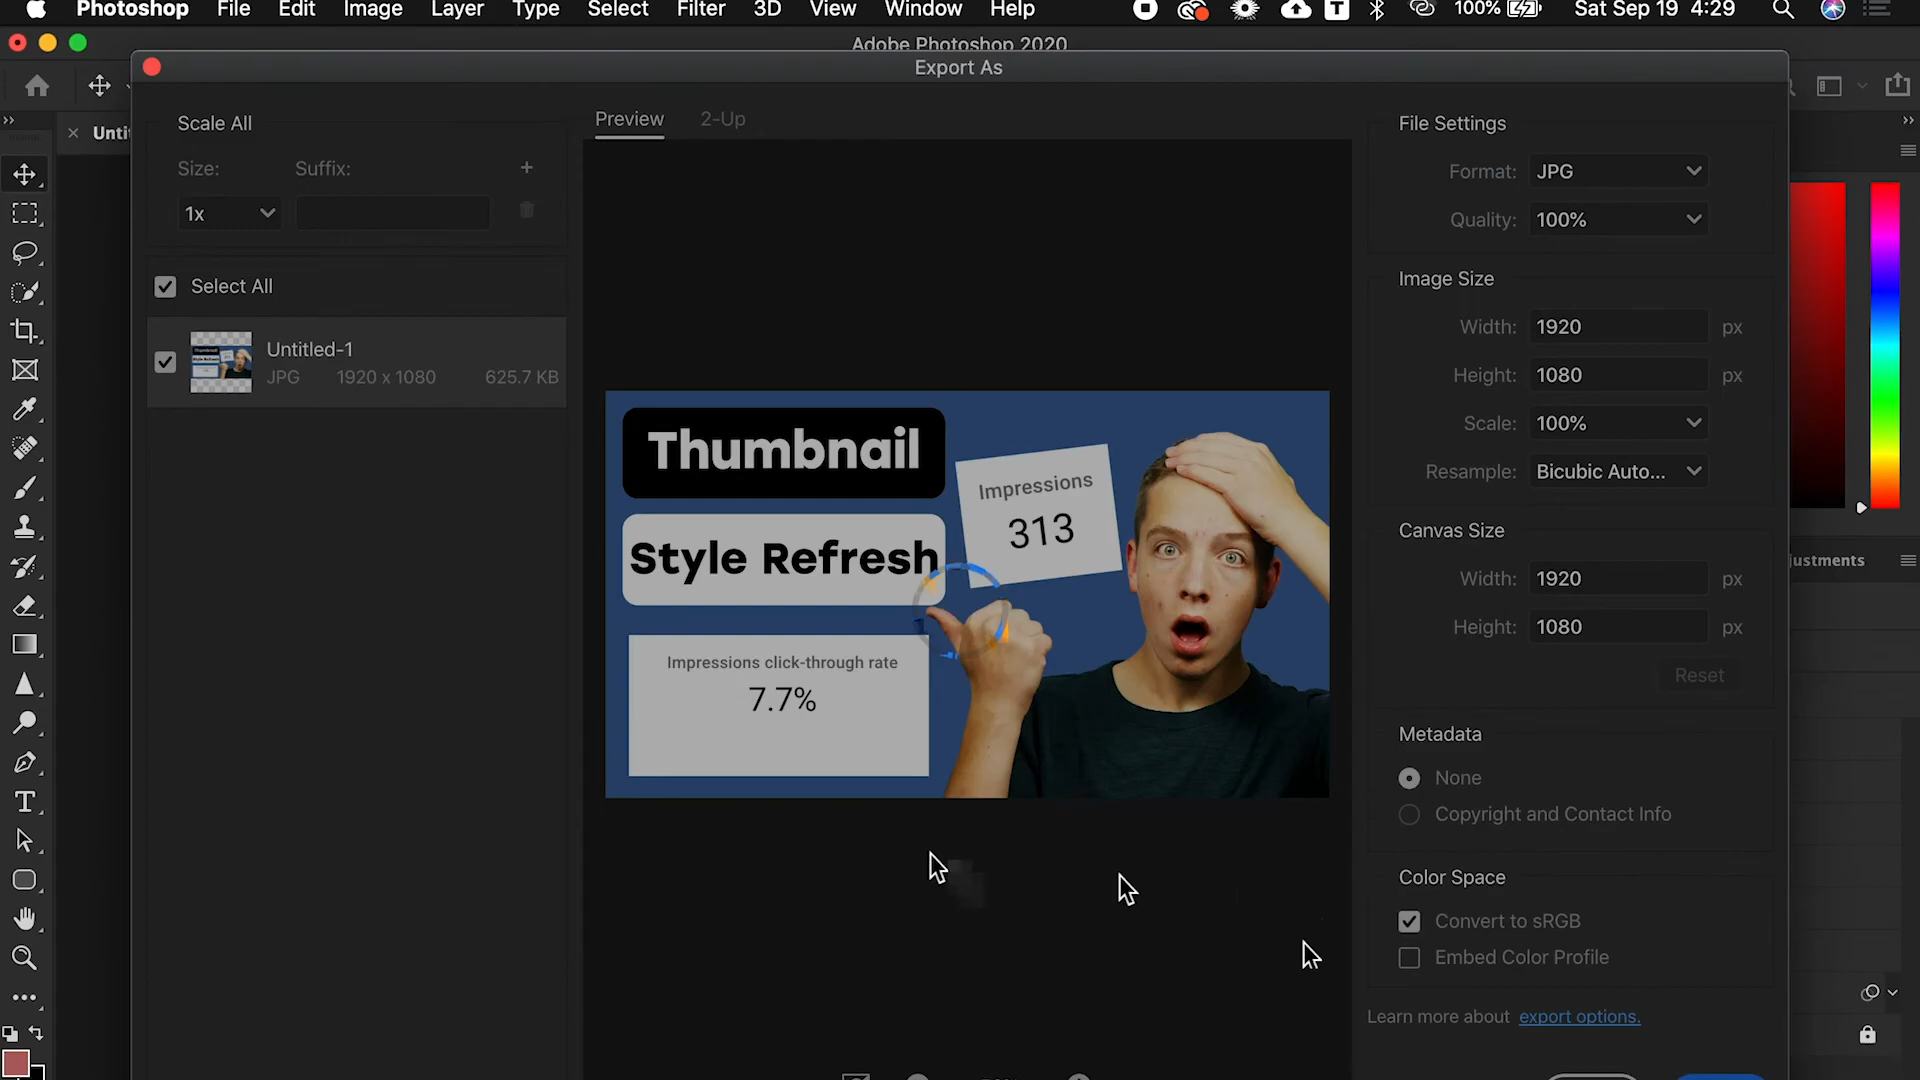 Photoshop File Edit Image Layer Type Select Filter 3D View Window Help 100% Sat Sep 19 4:29
Adobe Photoshop 2020
Export As
Scale All
Size: Suffix:
1x
Select All
Untitled-1
JPG 1920 x 1080 625.7 KB
Preview 2-Up
Thumbnail
Style Refresh
Impressions
313
Impressions click-through rate
7.7%
File Settings
Format: JPG
Quality: 100%
Image Size
Width: 1920 px
Height: 1080 px
Scale: 100%
Resample: Bicubic Auto...
Canvas Size
Width: 1920 px
Height: 1080 px
Reset
Metadata
None
Copyright and Contact Info
Color Space
Convert to sRGB
Embed Color Profile
Learn more about export options.
Unti
justments